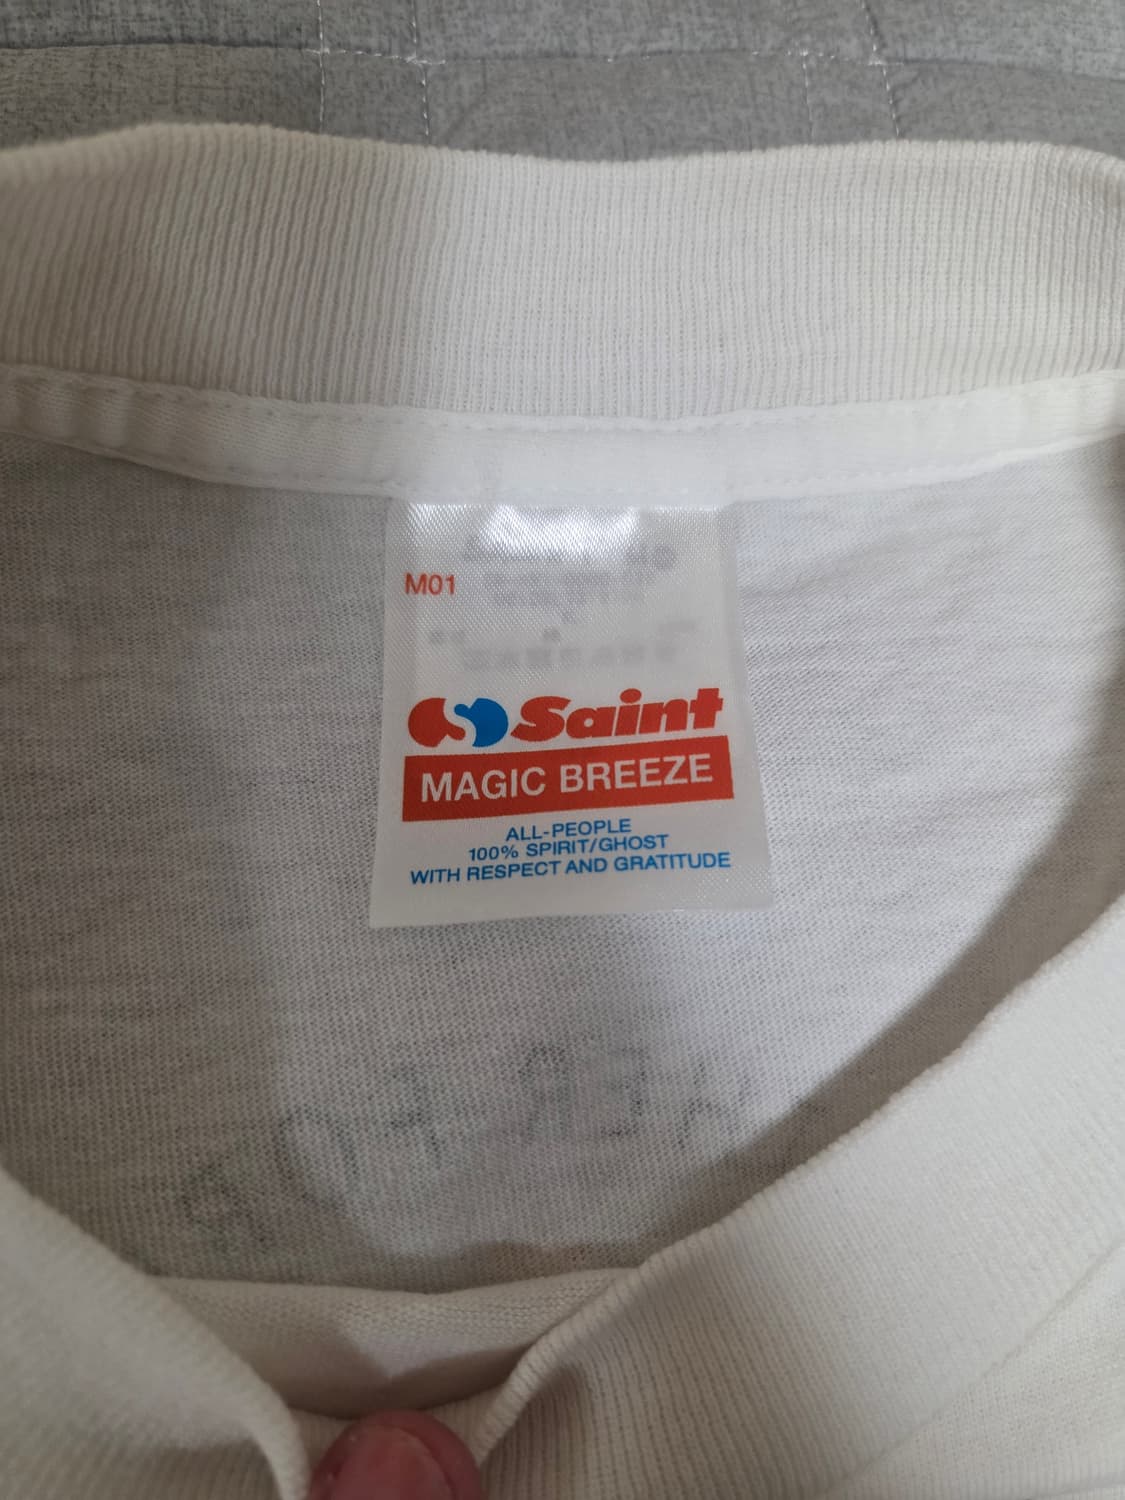 M01
Saint
MAGIC BREEZE
ALL-PEOPLE
100% SPIRIT/GHOST
WITH RESPECT AND GRATITUDE